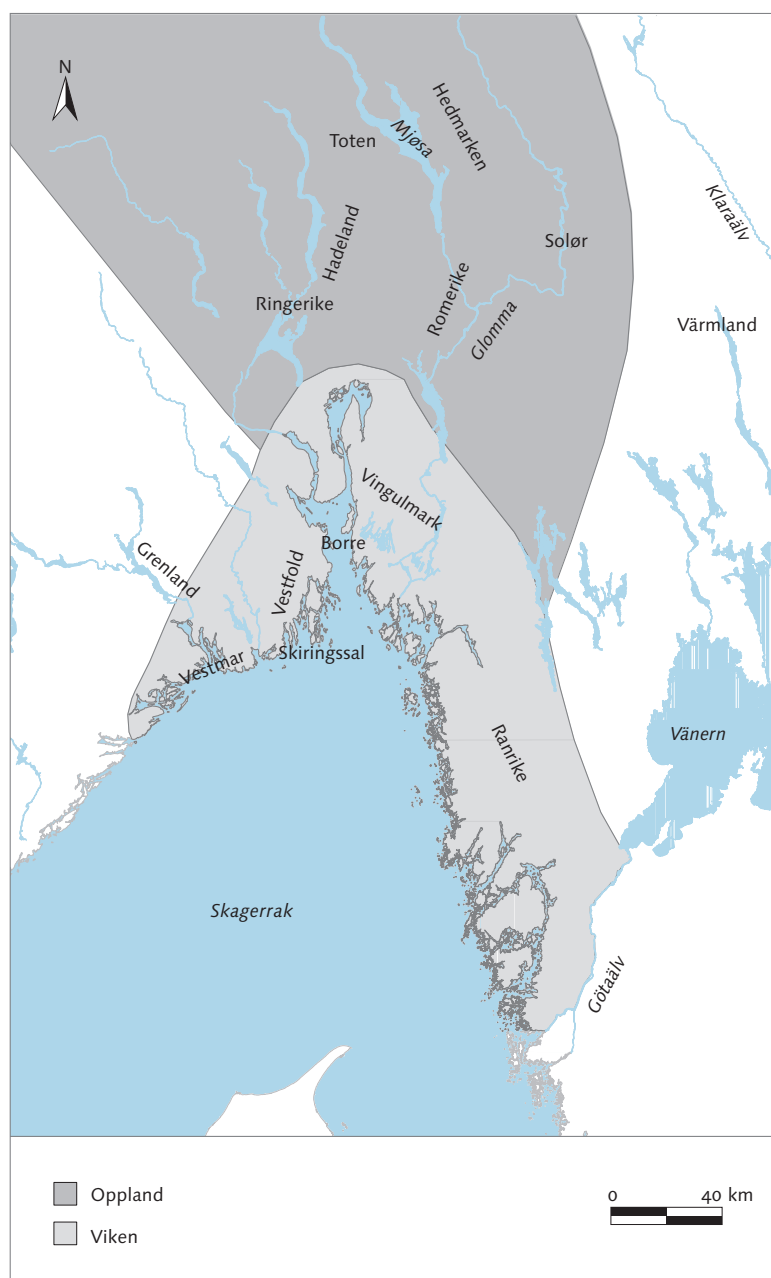 N
Hedmarken
Mjøsa
Toten
Klaraälv
Hadeland
Solør
Romerike
Ringerike
Glomma
Värmland
Vingulmark
Borre
Grenland
Vestfold
Skiringssal
Vestmar
Ranrike
Vänern
Skagerrak
Götaälv
Oppland
Viken
0 40 km